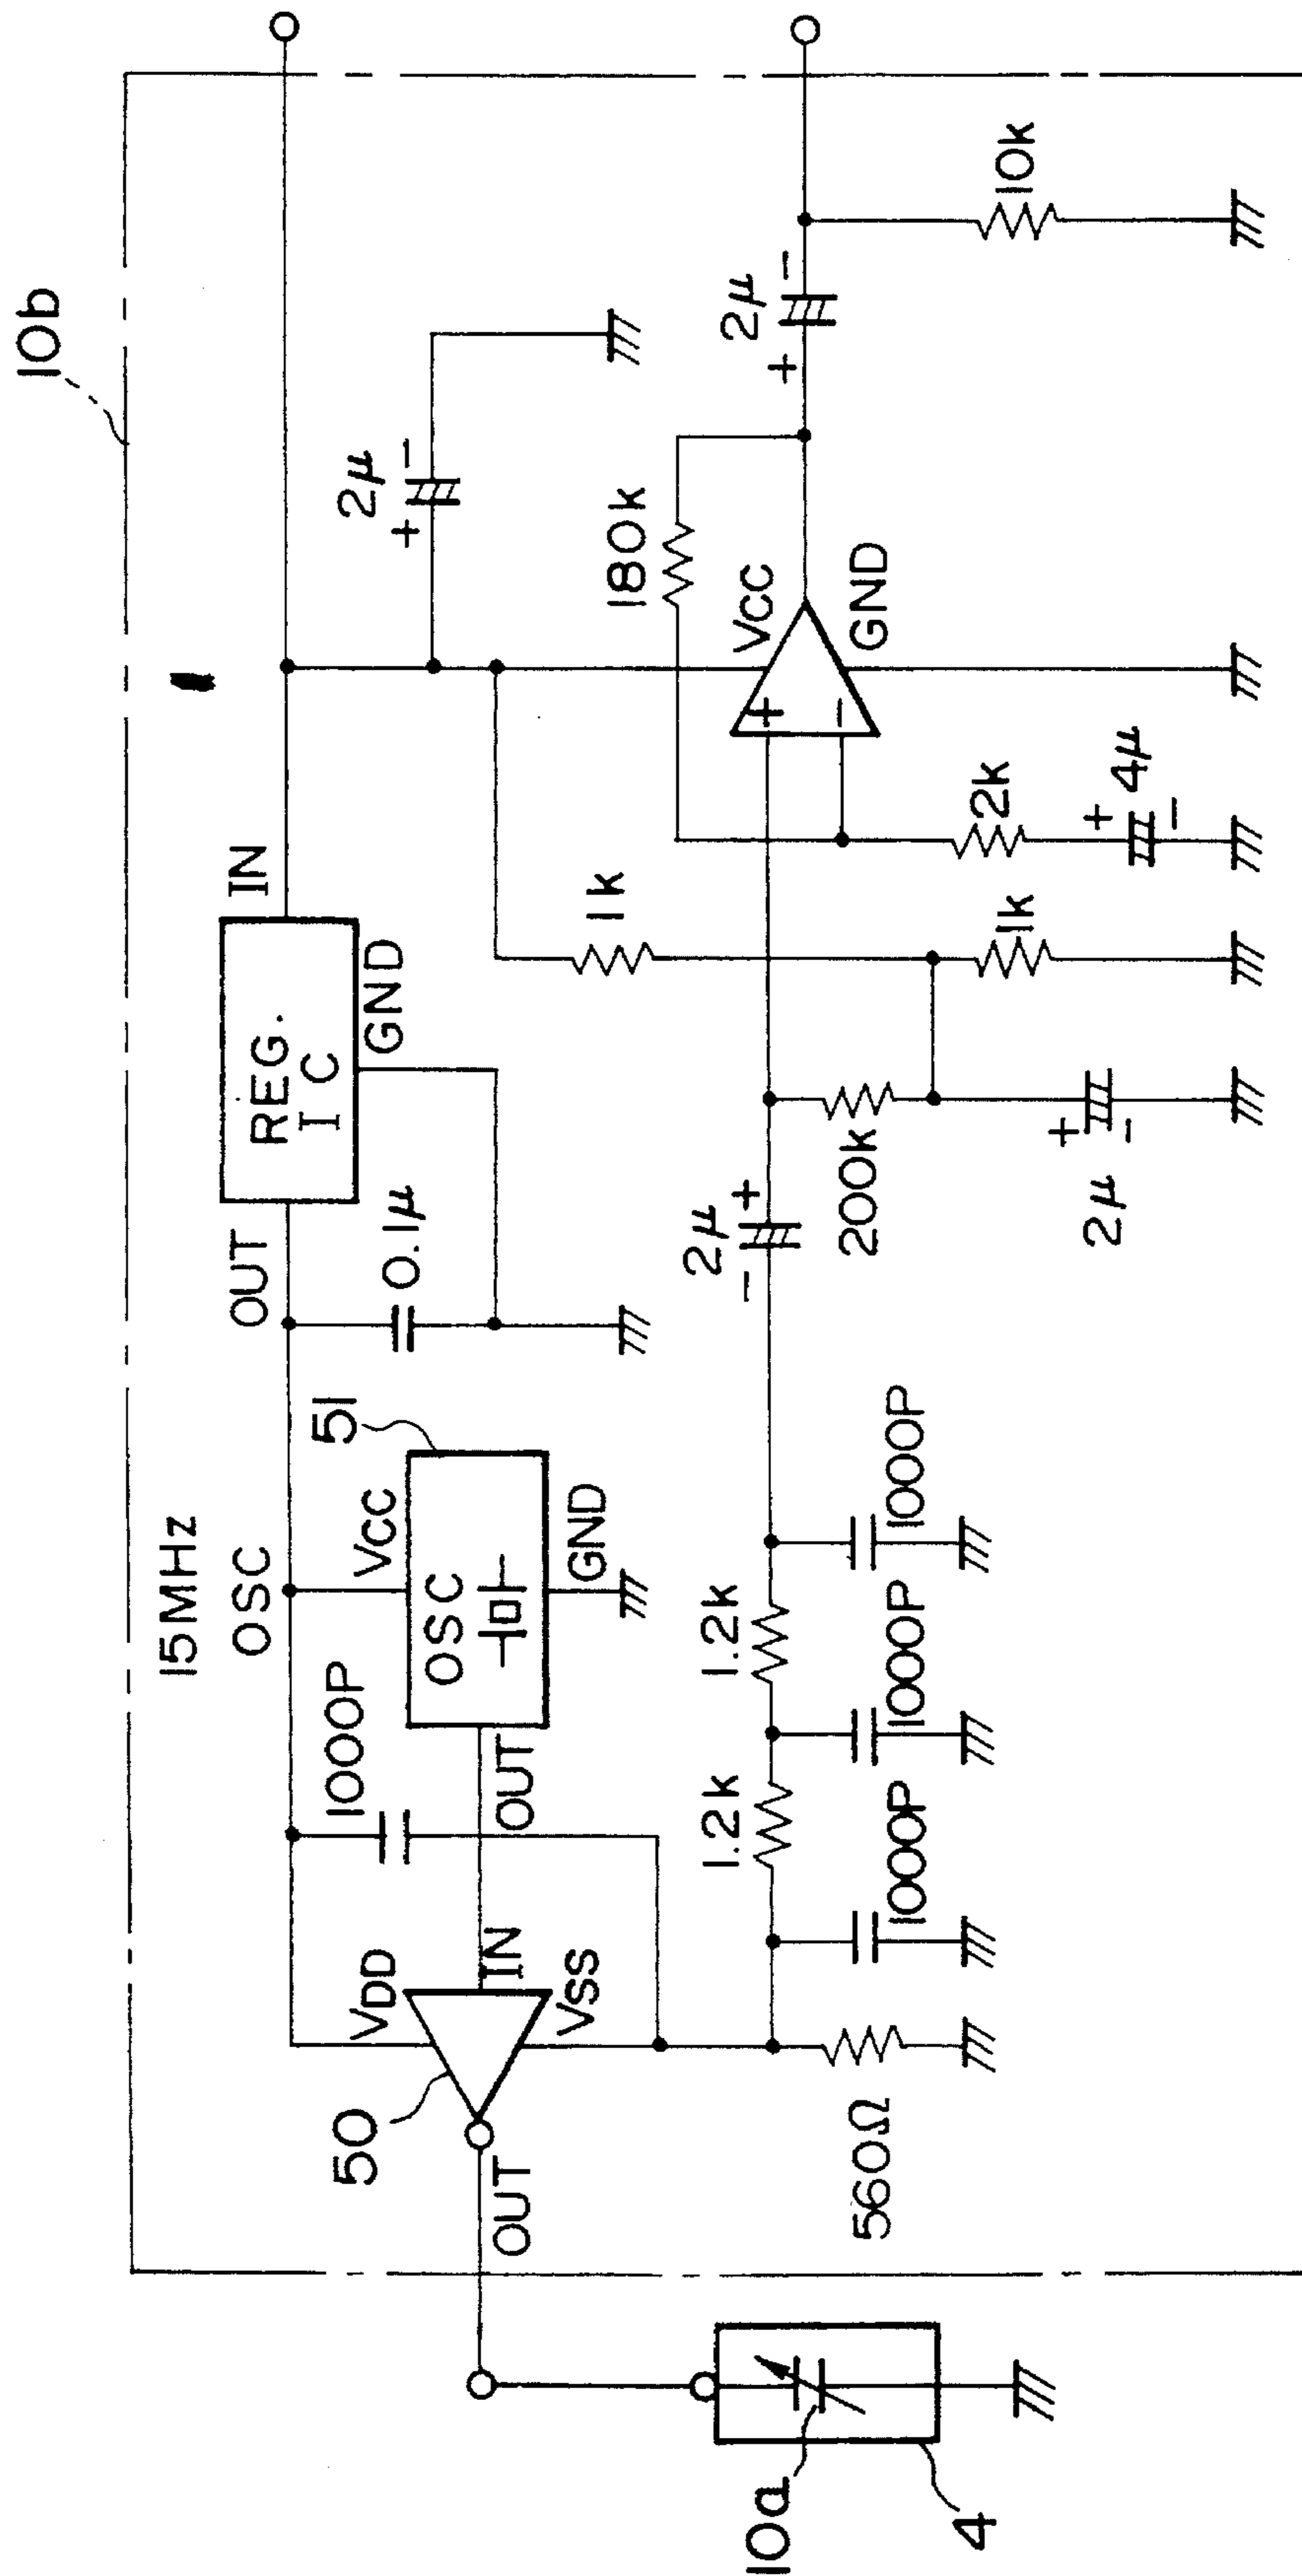 10b
15MHz
OSC
OUT
REG.
IC
IN
GND
0.1μ
2μ
+
−
51
VCC
OSC
GND
OUT
1000P
50
VDD
IN
VSS
OUT
560Ω
1000P
1.2k
1000P
1.2k
1000P
2μ
−
+
200k
2μ
+
−
1k
1k
2k
4μ
+
−
180k
VCC
GND
+
−
2μ
+
−
10k
10a
4